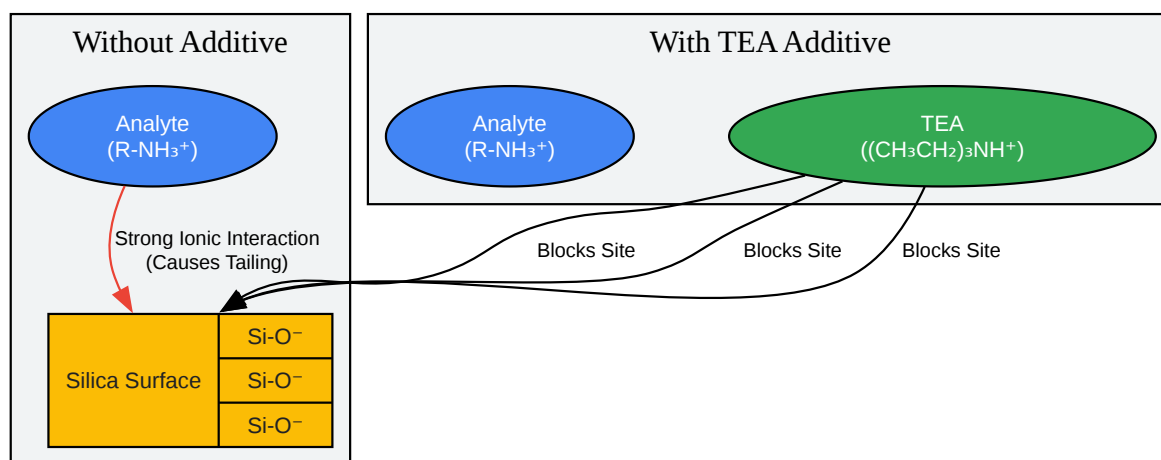 Without Additive
With TEA Additive
Analyte
(R-NH₃⁺)
Analyte
(R-NH₃⁺)
TEA
((CH₃CH₂)₃NH⁺)
Strong Ionic Interaction
(Causes Tailing)
Blocks Site
Blocks Site
Blocks Site
Silica Surface
Si-O⁻
Si-O⁻
Si-O⁻